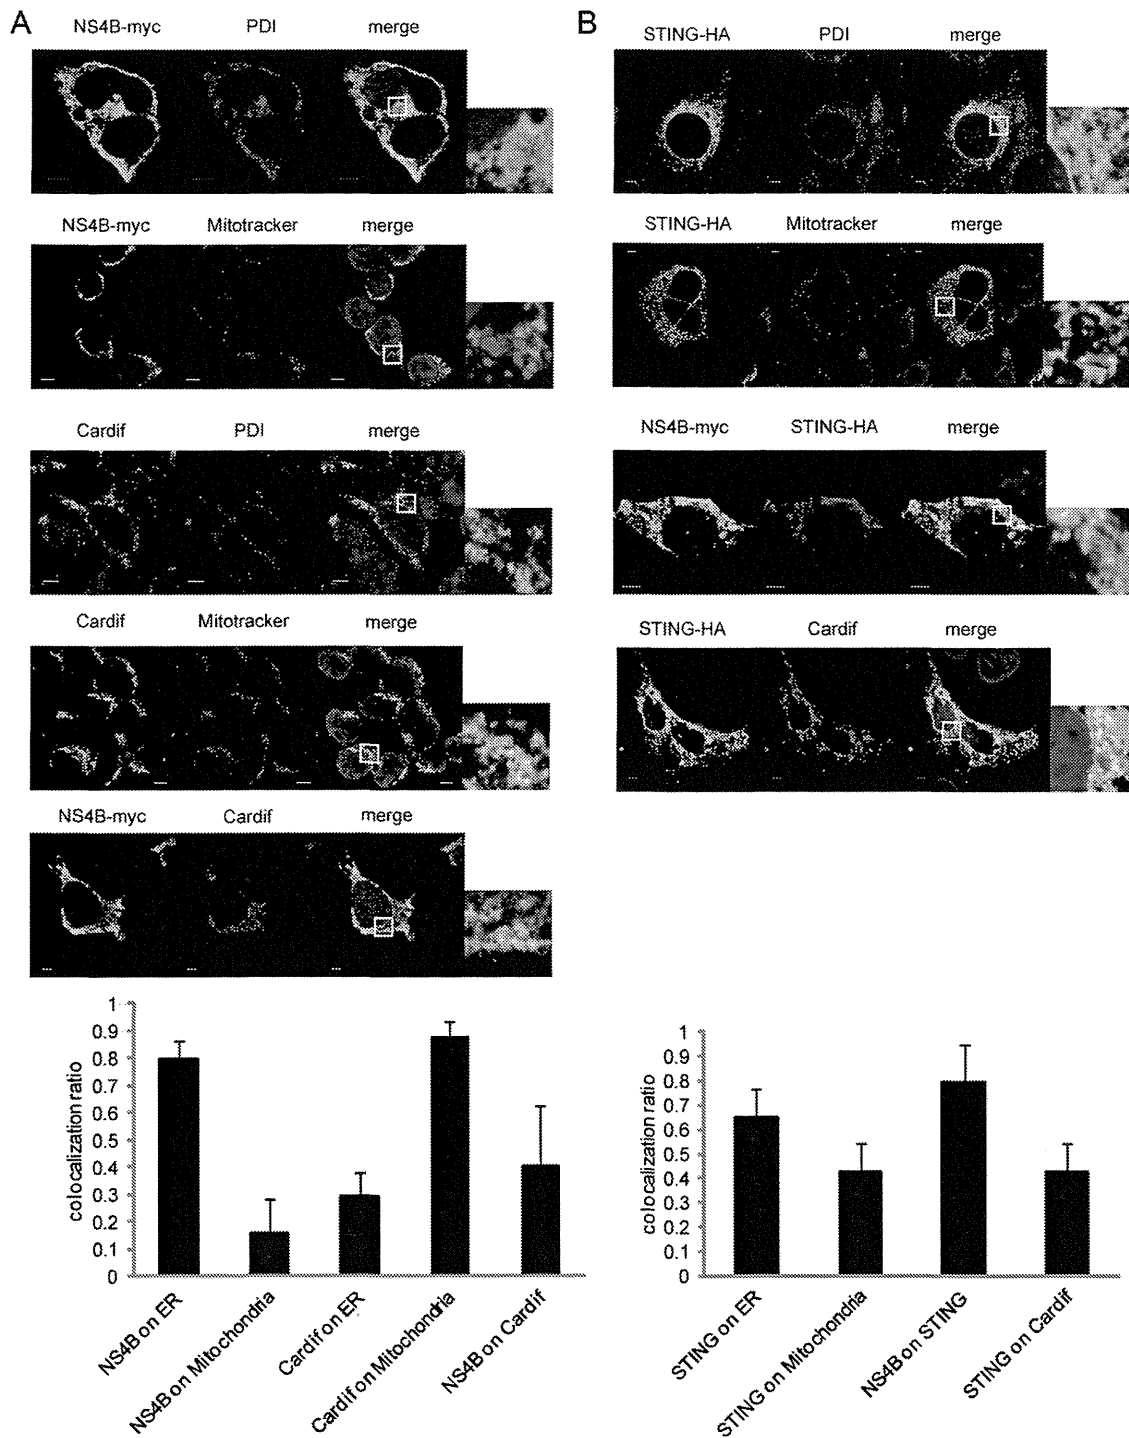 A
NS4B-myc PDI merge
NS4B-myc Mitotracker merge
Cardif PDI merge
Cardif Mitotracker merge
NS4B-myc Cardif merge
colocalization ratio
1
0.9
0.8
0.7
0.6
0.5
0.4
0.3
0.2
0.1
0
NS4B on ER
NS4B on Mitochondria
Cardif on ER
Cardif on Mitochondria
NS4B on Cardif
B
STING-HA PDI merge
STING-HA Mitotracker merge
NS4B-myc STING-HA merge
STING-HA Cardif merge
colocalization ratio
1
0.9
0.8
0.7
0.6
0.5
0.4
0.3
0.2
0.1
0
STING on ER
STING on Mitochondria
NS4B on STING
STING on Cardif